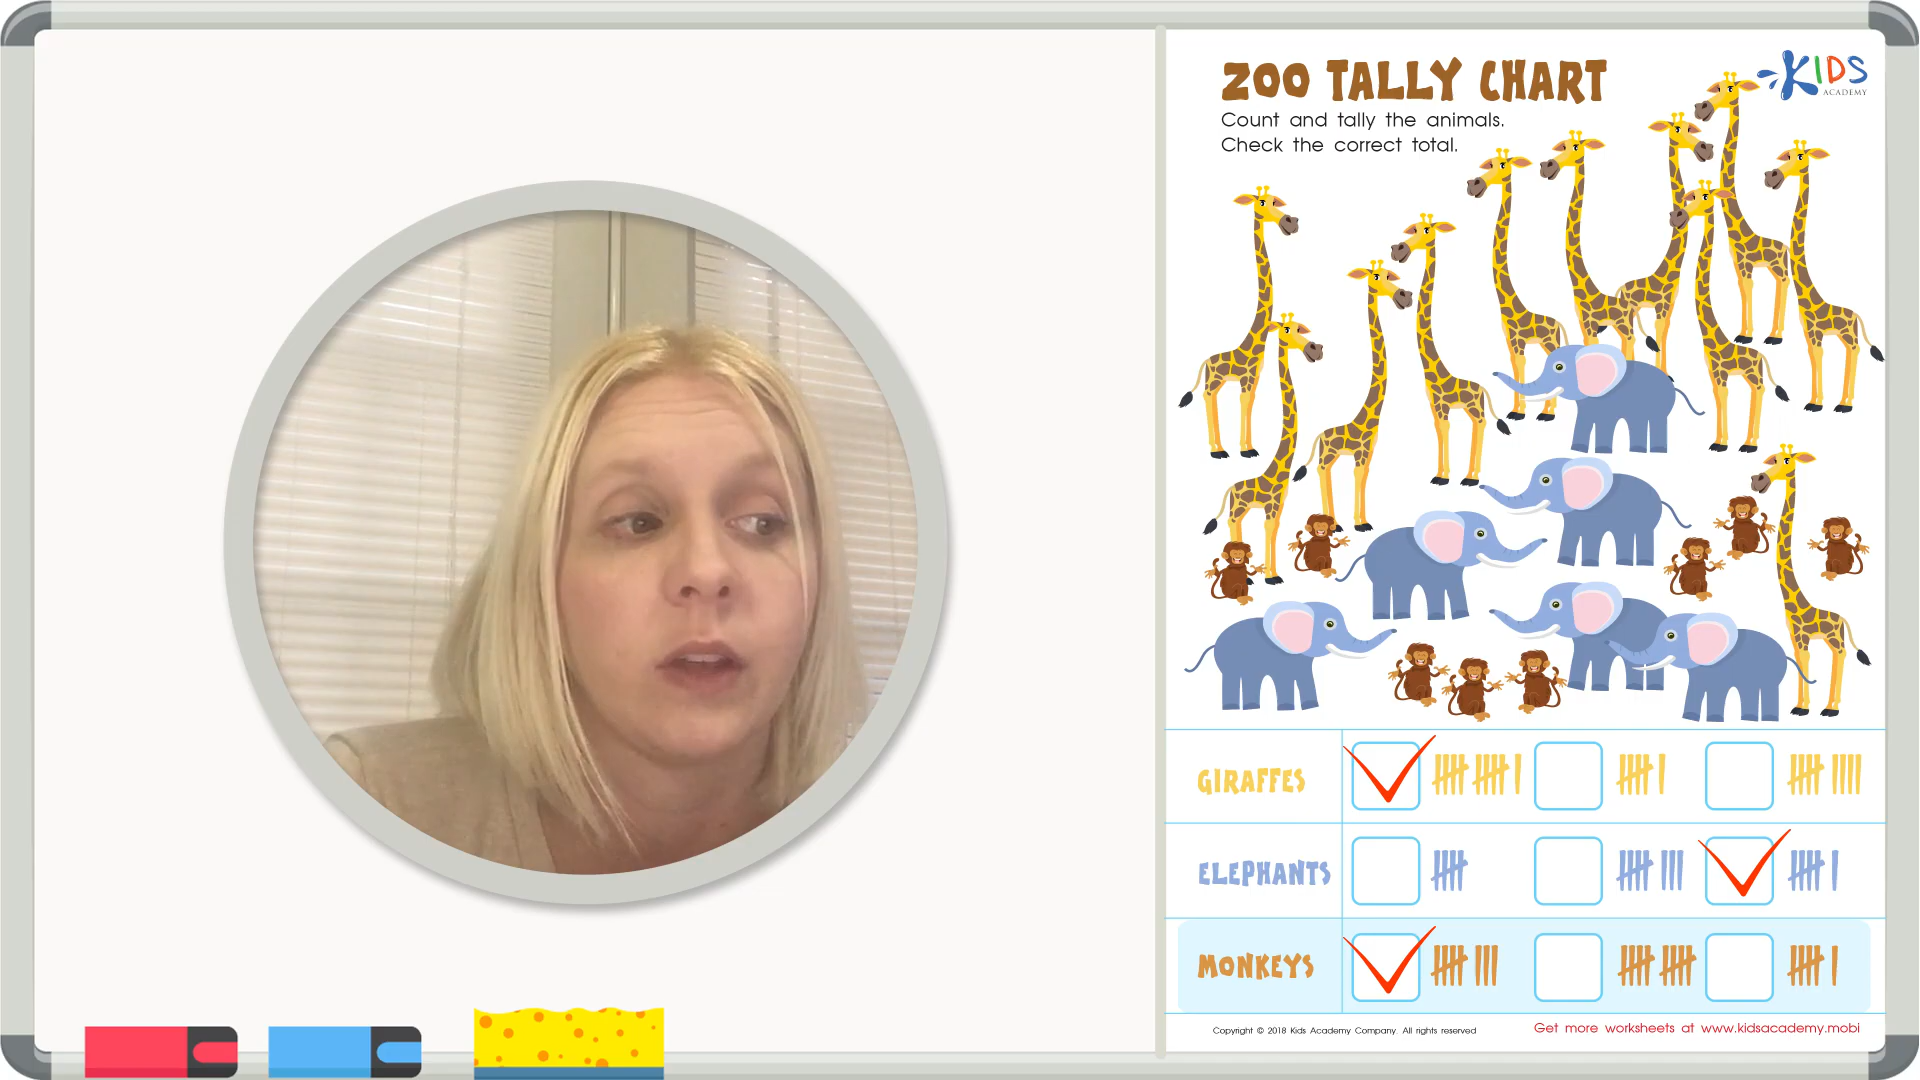 ZOO TALLY CHART
KIDS
ACADEMY
Count and tally the animals.
Check the correct total.
GIRAFFES
ELEPHANTS
MONKEYS
Copyright © 2018 Kids Academy Company. All rights reserved
Get more worksheets at www.kidsacademy.mobi